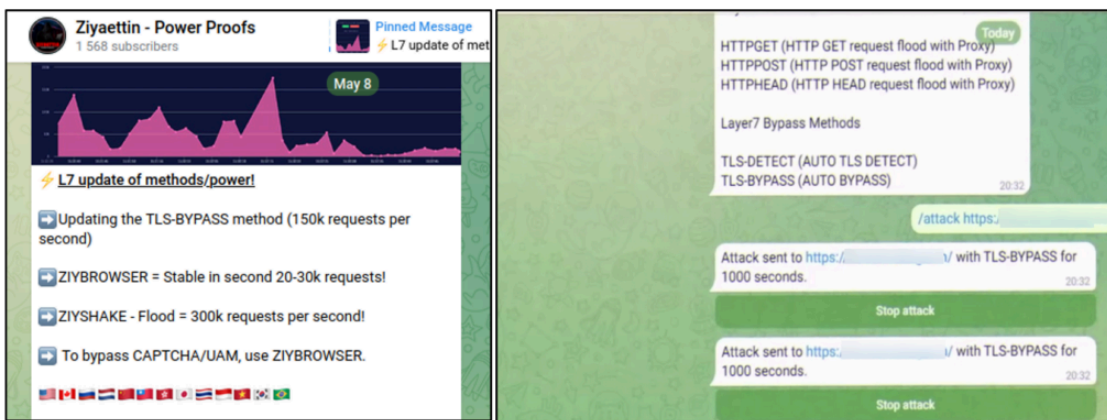 Ziyaettin - Power Proofs
1 568 subscribers
Pinned Message
⚡ L7 update of met
May 8
⚡L7 update of methods/power!
➡️Updating the TLS-BYPASS method (150k requests per
second)
➡️ZIYBROWSER = Stable in second 20-30k requests!
➡️ZIYSHAKE - Flood = 300k requests per second!
➡️ To bypass CAPTCHA/UAM, use ZIYBROWSER.
Today
HTTPGET (HTTP GET request flood with Proxy)
HTTPPOST (HTTP POST request flood with Proxy)
HTTPHEAD (HTTP HEAD request flood with Proxy)
Layer7 Bypass Methods
TLS-DETECT (AUTO TLS DETECT)
TLS-BYPASS (AUTO BYPASS)
20:32
/attack https:/
Attack sent to https:/ / with TLS-BYPASS for
1000 seconds.
20:32
Stop attack
Attack sent to https:/ / with TLS-BYPASS for
1000 seconds.
20:32
Stop attack